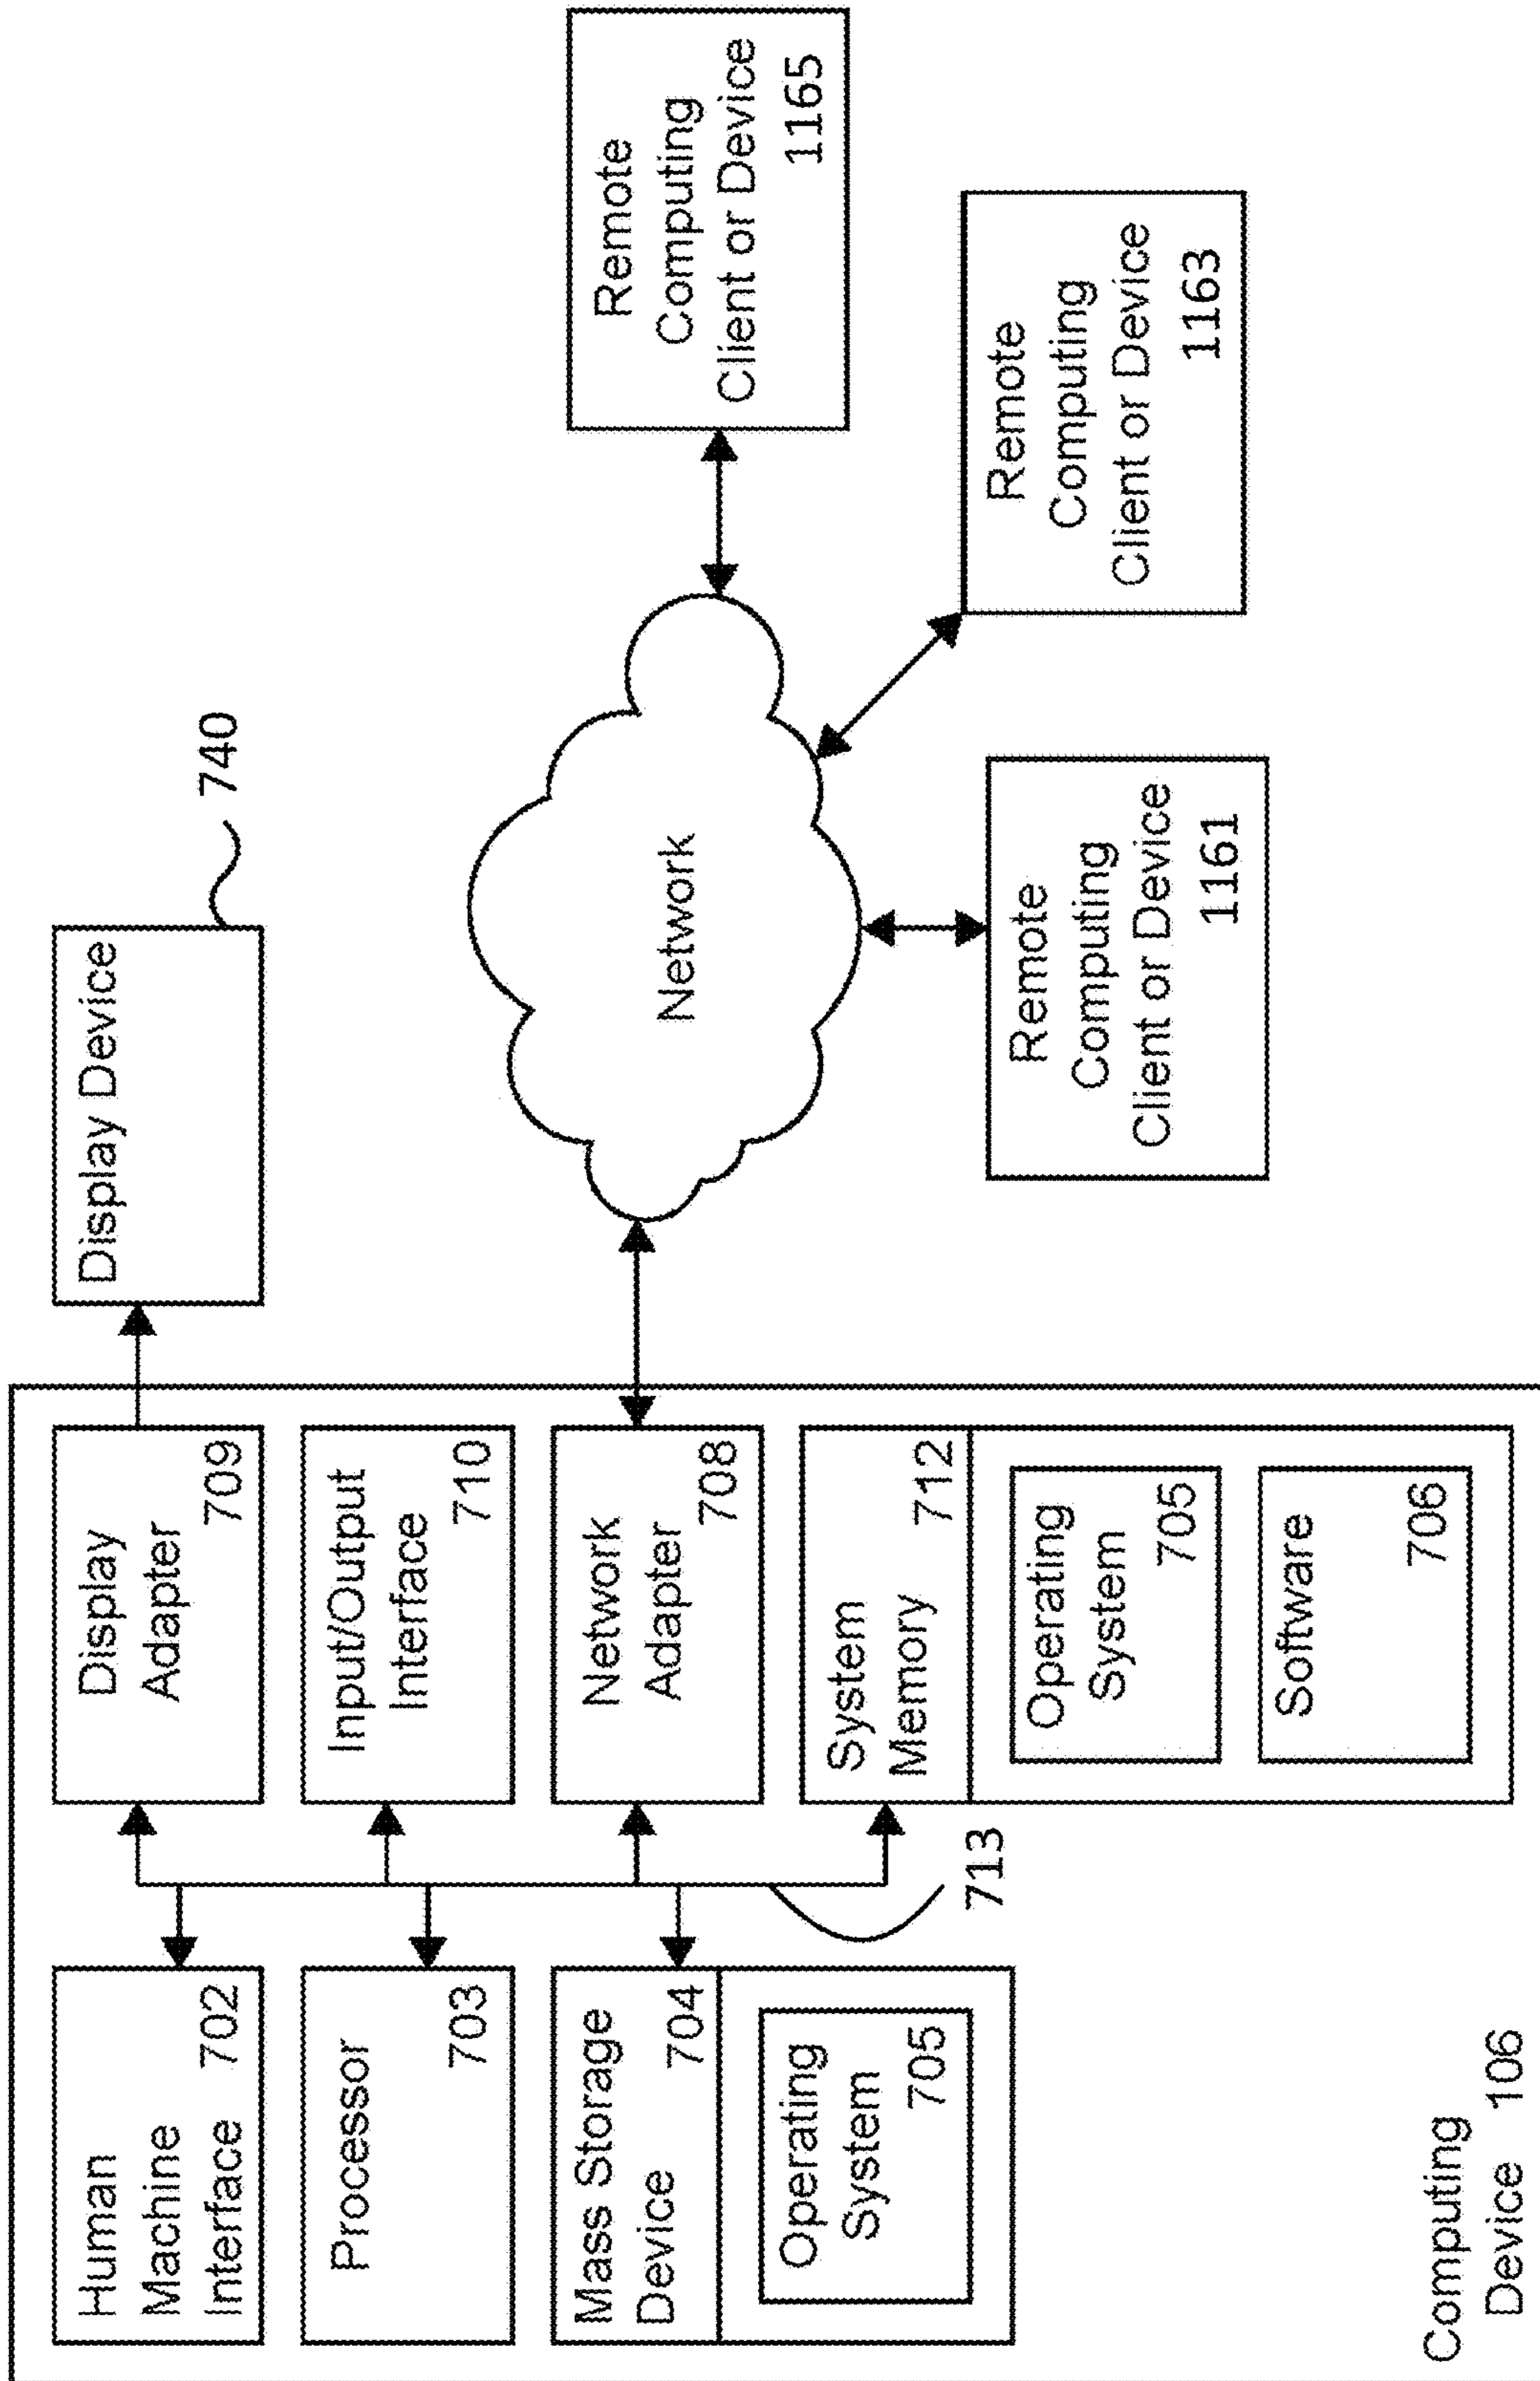 Human
Machine
Interface 702
Processor
703
Mass Storage
Device 704
Operating
System
705
Computing
Device 106
713
Display
Adapter
709
Input/Output
Interface
710
Network
Adapter
708
System
Memory 712
Operating
System
705
Software
706
Display Device
740
Network
Remote
Computing
Client or Device
1161
Remote
Computing
Client or Device
1163
Remote
Computing
Client or Device
1165